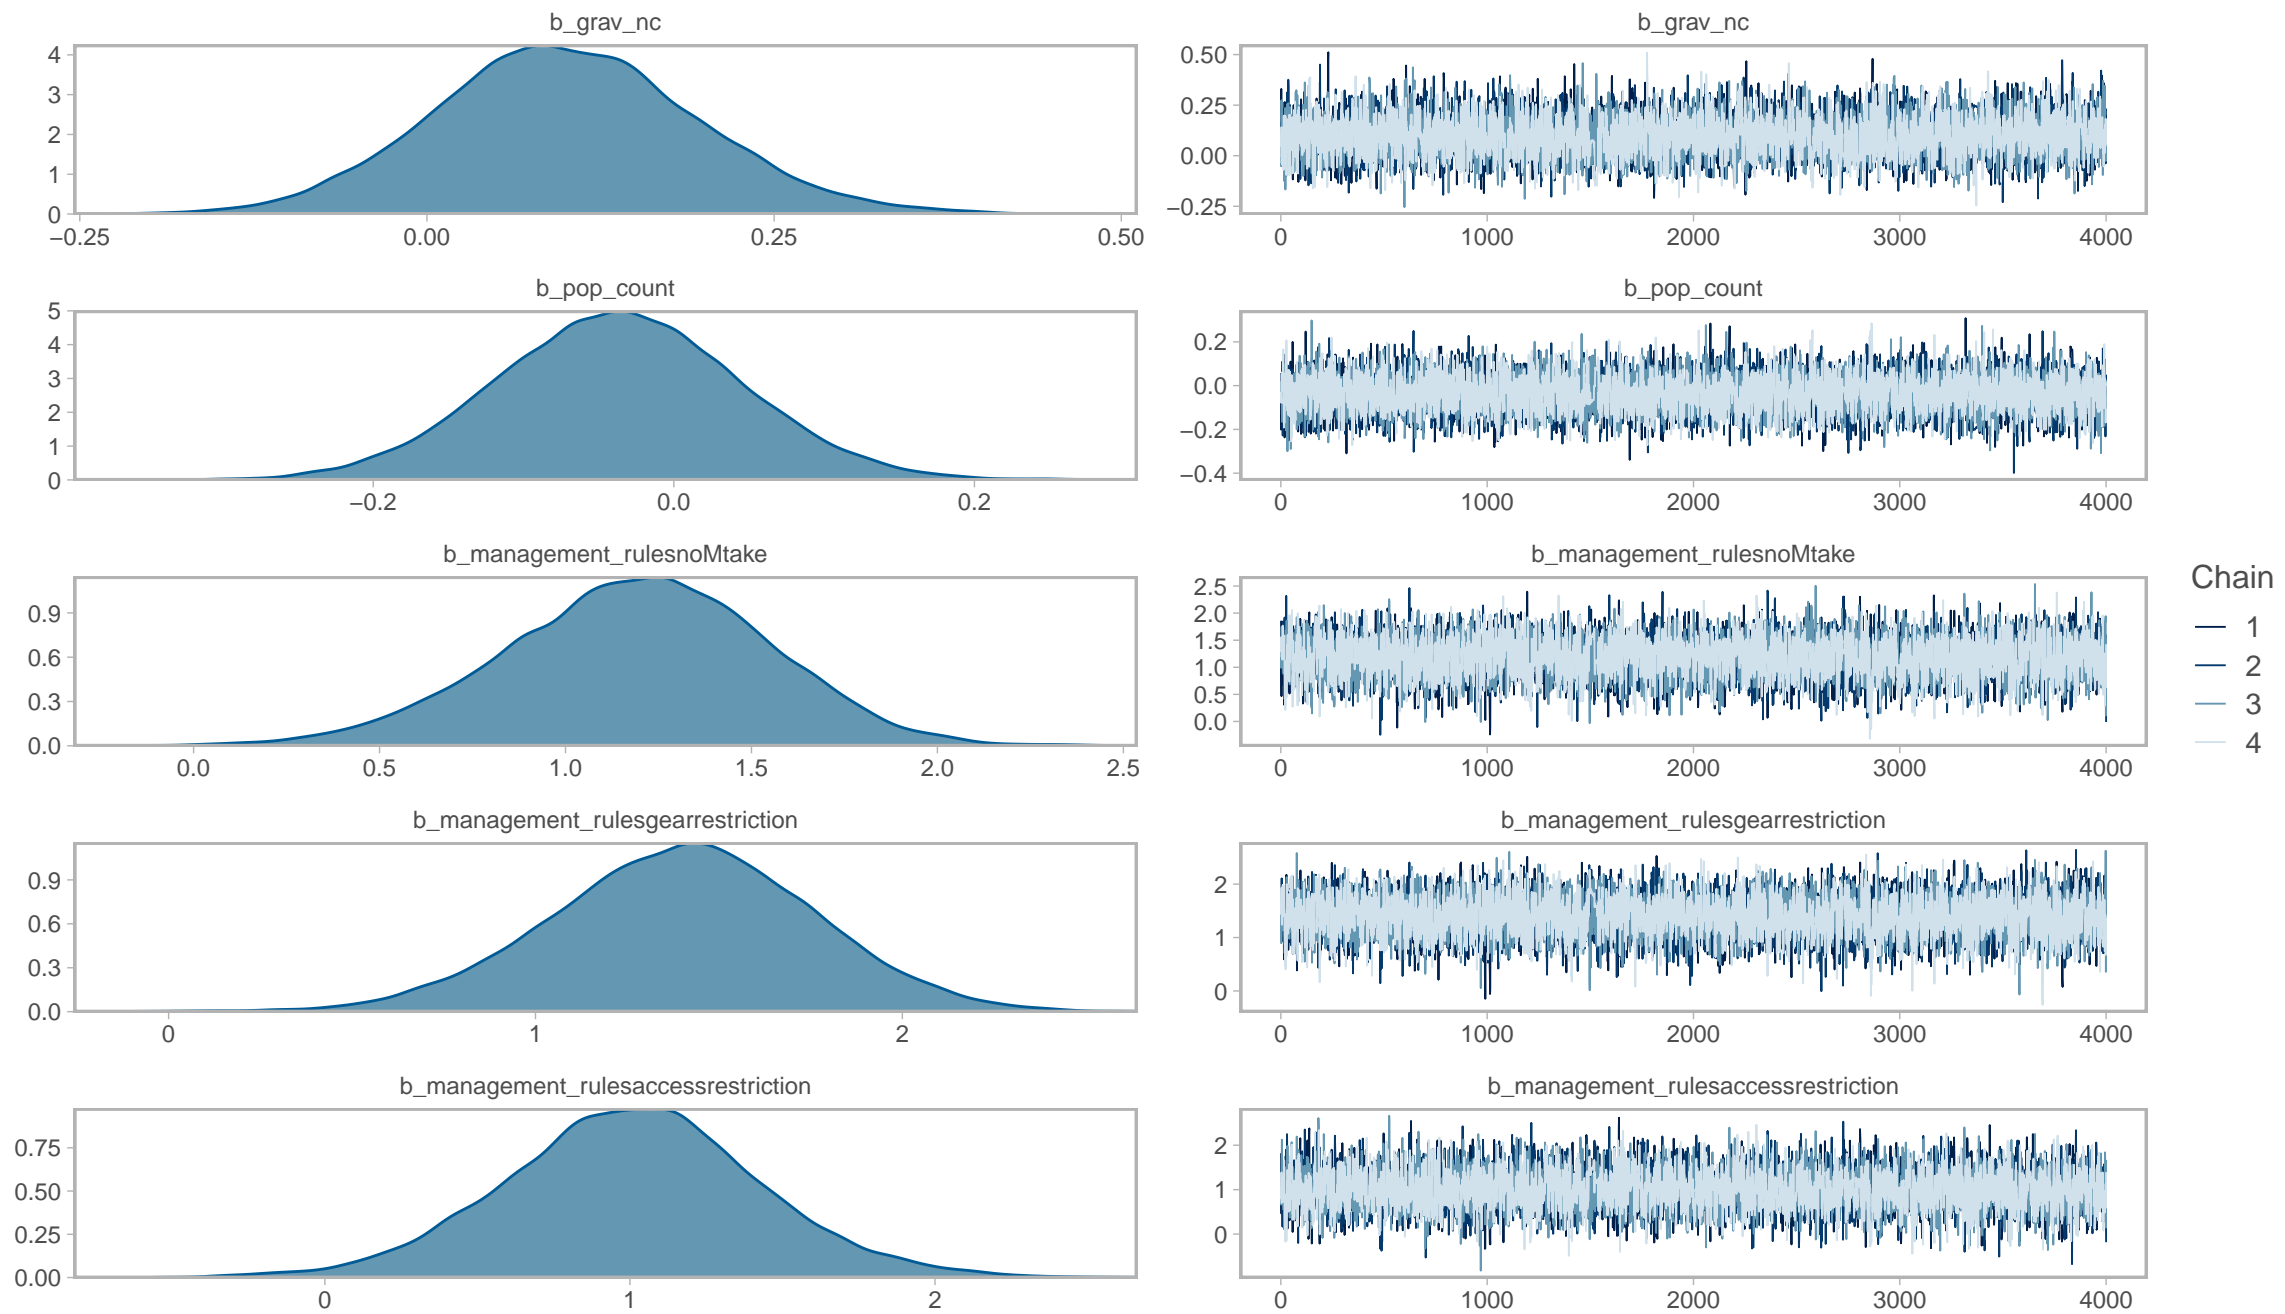 b_grav_nc
4
3
2
1
0
−0.25 0.00 0.25 0.50
b_grav_nc
0.50
0.25
0.00
−0.25
0 1000 2000 3000 4000
b_pop_count
5
4
3
2
1
0
−0.2 0.0 0.2
b_pop_count
0.2
0.0
−0.2
−0.4
0 1000 2000 3000 4000
b_management_rulesnoMtake
0.9
0.6
0.3
0.0
0.0 0.5 1.0 1.5 2.0 2.5
b_management_rulesnoMtake
2.5
2.0
1.5
1.0
0.5
0.0
0 1000 2000 3000 4000
b_management_rulesgearrestriction
0.9
0.6
0.3
0.0
0 1 2
b_management_rulesgearrestriction
2
1
0
0 1000 2000 3000 4000
b_management_rulesaccessrestriction
0.75
0.50
0.25
0.00
0 1 2
b_management_rulesaccessrestriction
2
1
0
0 1000 2000 3000 4000
Chain
1
2
3
4